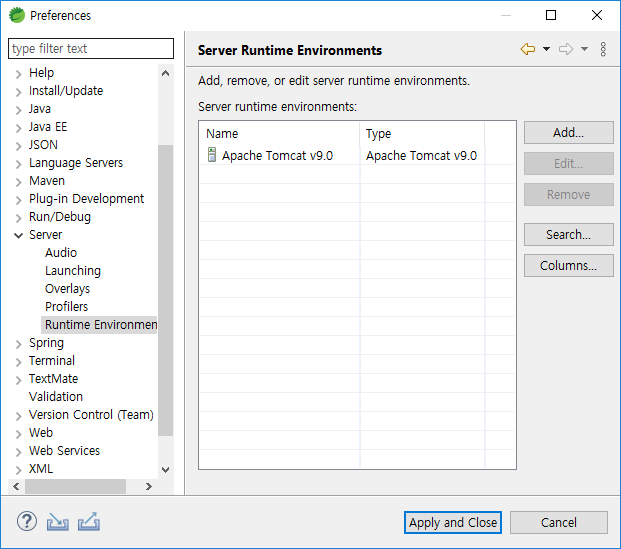 Preferences
type filter text
Help
Install/Update
Java
Java EE
JSON
Language Servers
Maven
Plug-in Development
Run/Debug
Server
Audio
Launching
Overlays
Profilers
Runtime Environmen
Spring
Terminal
TextMate
Validation
Version Control (Team)
Web
Web Services
XML
Server Runtime Environments
Add, remove, or edit server runtime environments.
Server runtime environments:
Name Type
Apache Tomcat v9.0 Apache Tomcat v9.0
Add...
Edit...
Remove
Search...
Columns...
Apply and Close Cancel